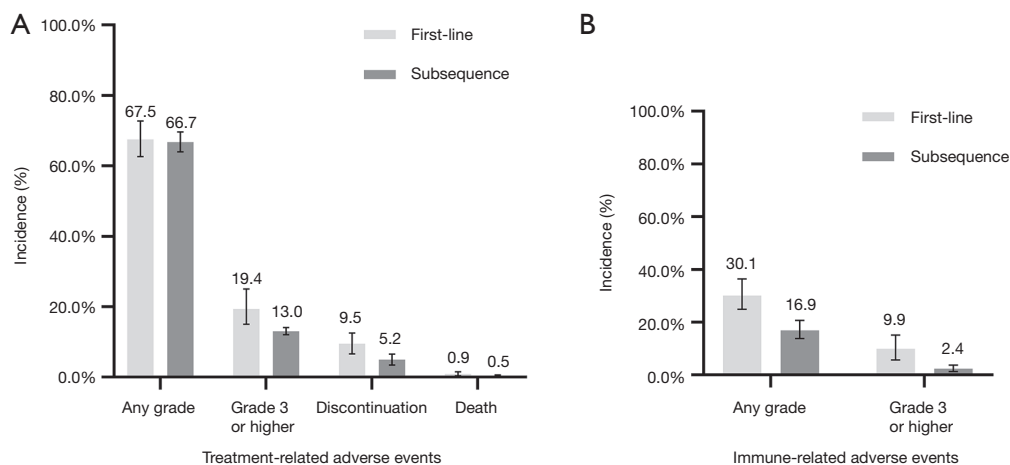 A
100.0%
80.0%
60.0%
40.0%
20.0%
0.0%
Incidence (%)
First-line
Subsequence
67.5
66.7
19.4
13.0
9.5
5.2
0.9
0.5
Any grade
Grade 3
or higher
Discontinuation
Death
Treatment-related adverse events
B
100.0%
80.0%
60.0%
40.0%
20.0%
0.0%
Incidence (%)
First-line
Subsequence
30.1
16.9
9.9
2.4
Any grade
Grade 3
or higher
Immune-related adverse events